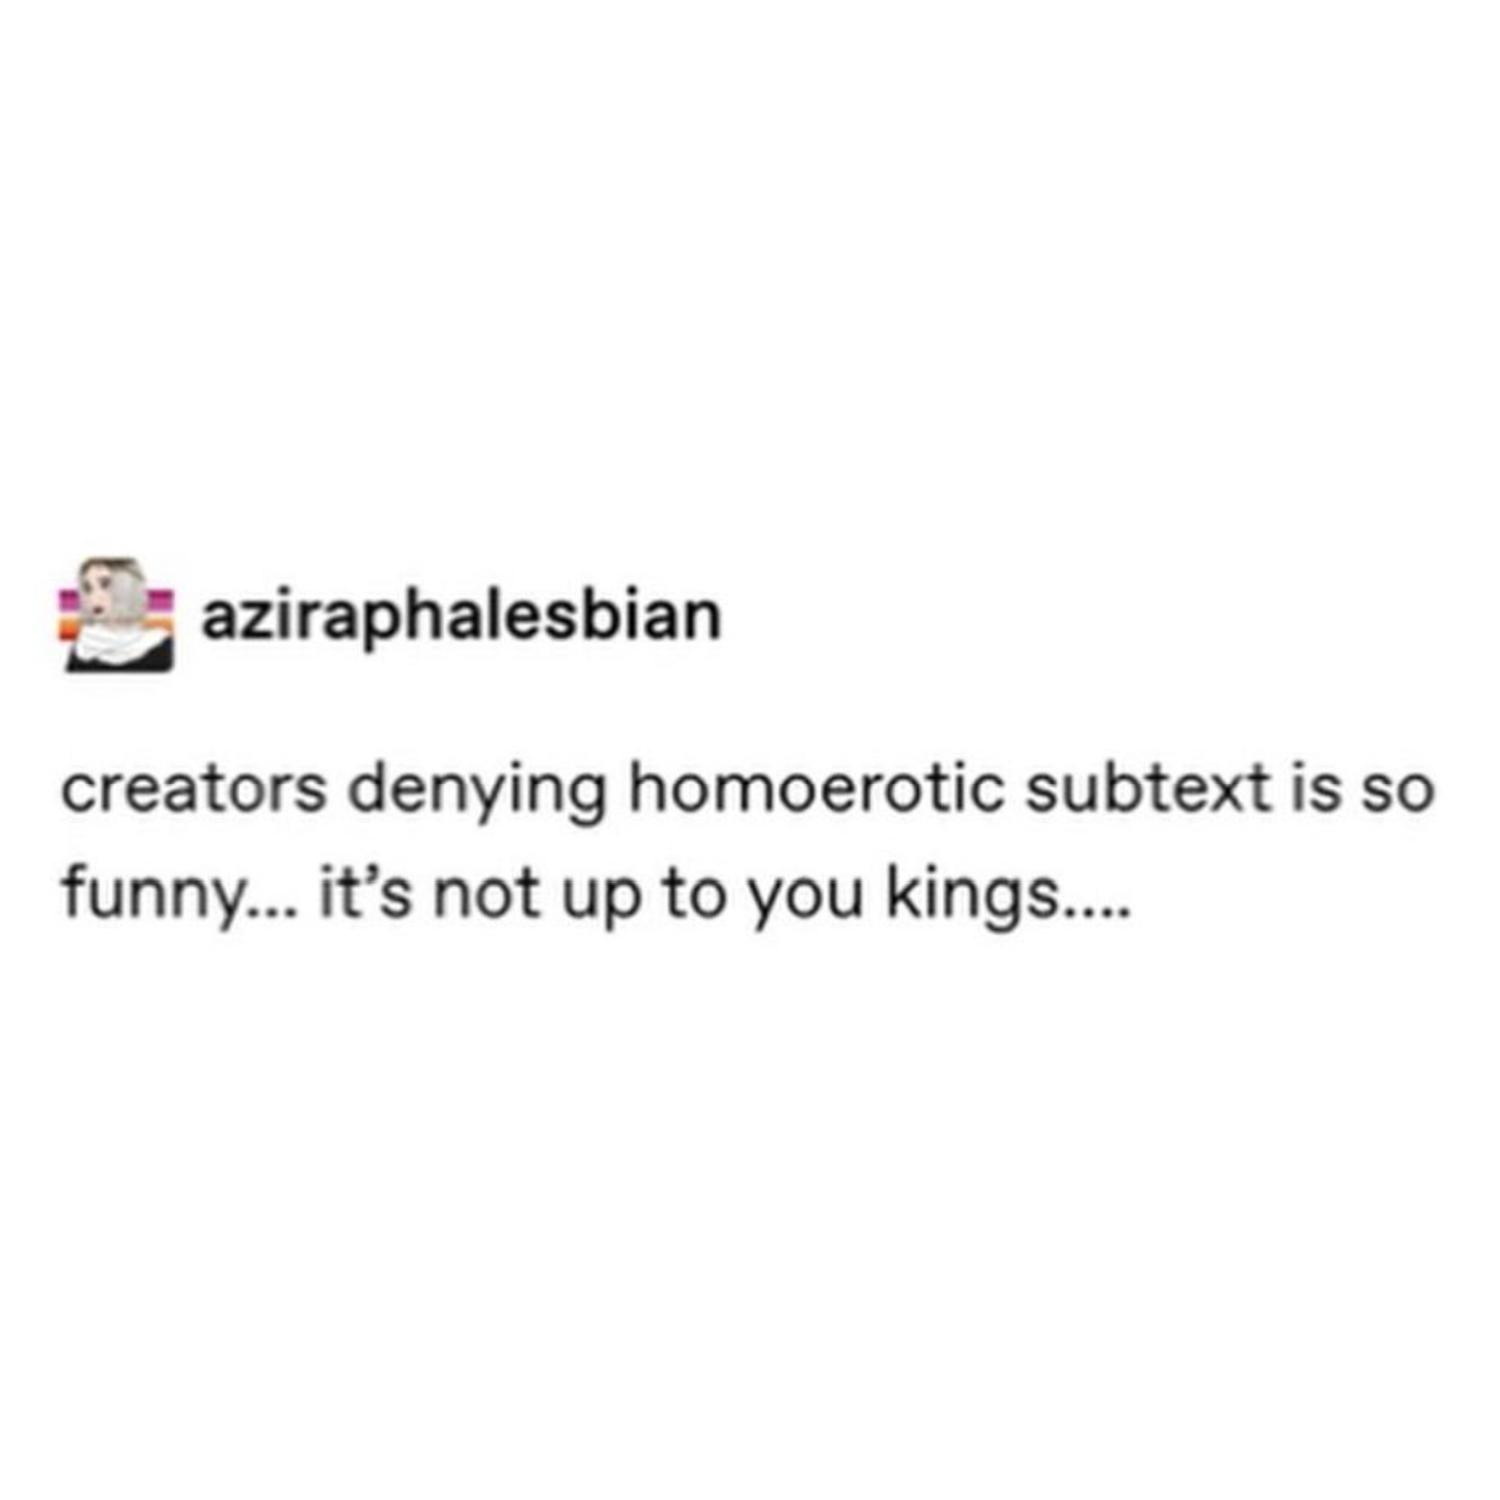 aziraphalesbian
creators denying homoerotic subtext is so
funny... it's not up to you kings....